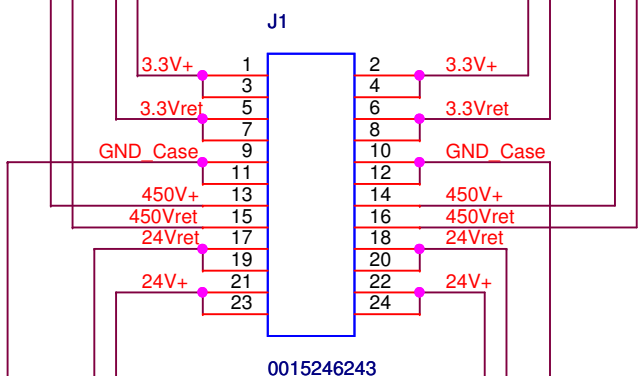 J1
3.3V+ 1 2 3.3V+
3 4
3.3Vret 5 6 3.3Vret
7 8
GND_Case 9 10 GND_Case
11 12
450V+ 13 14 450V+
450Vret 15 16 450Vret
24Vret 17 18 24Vret
19 20
24V+ 21 22 24V+
23 24
0015246243